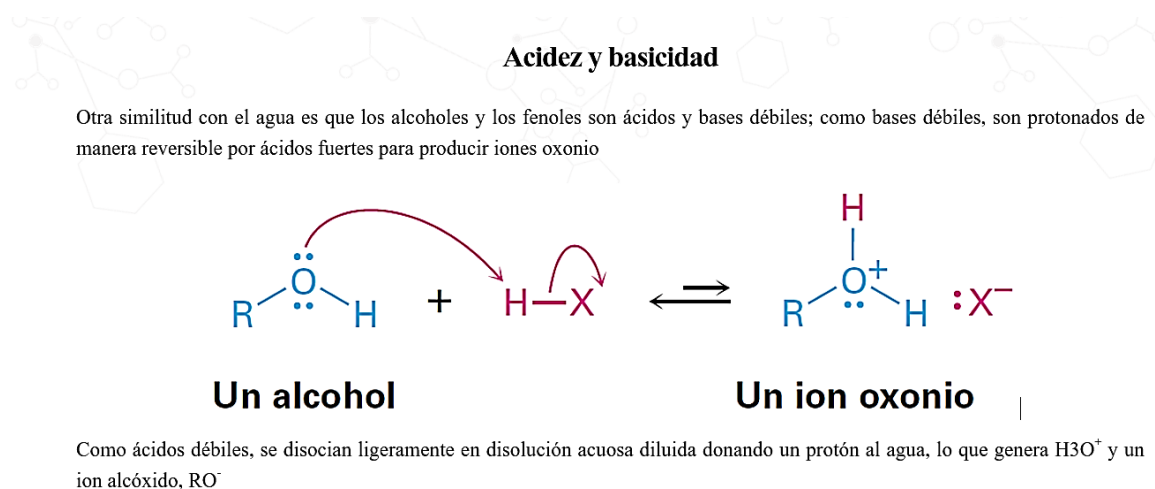 Acidez y basicidad
Otra similitud con el agua es que los alcoholes y los fenoles son ácidos y bases débiles; como bases débiles, son protonados de
manera reversible por ácidos fuertes para producir iones oxonio
H
O + H—X O+
R H R H :X−
Un alcohol Un ion oxonio
Como ácidos débiles, se disocian ligeramente en disolución acuosa diluida donando un protón al agua, lo que genera H3O⁺ y un
ion alcóxido, RO⁻